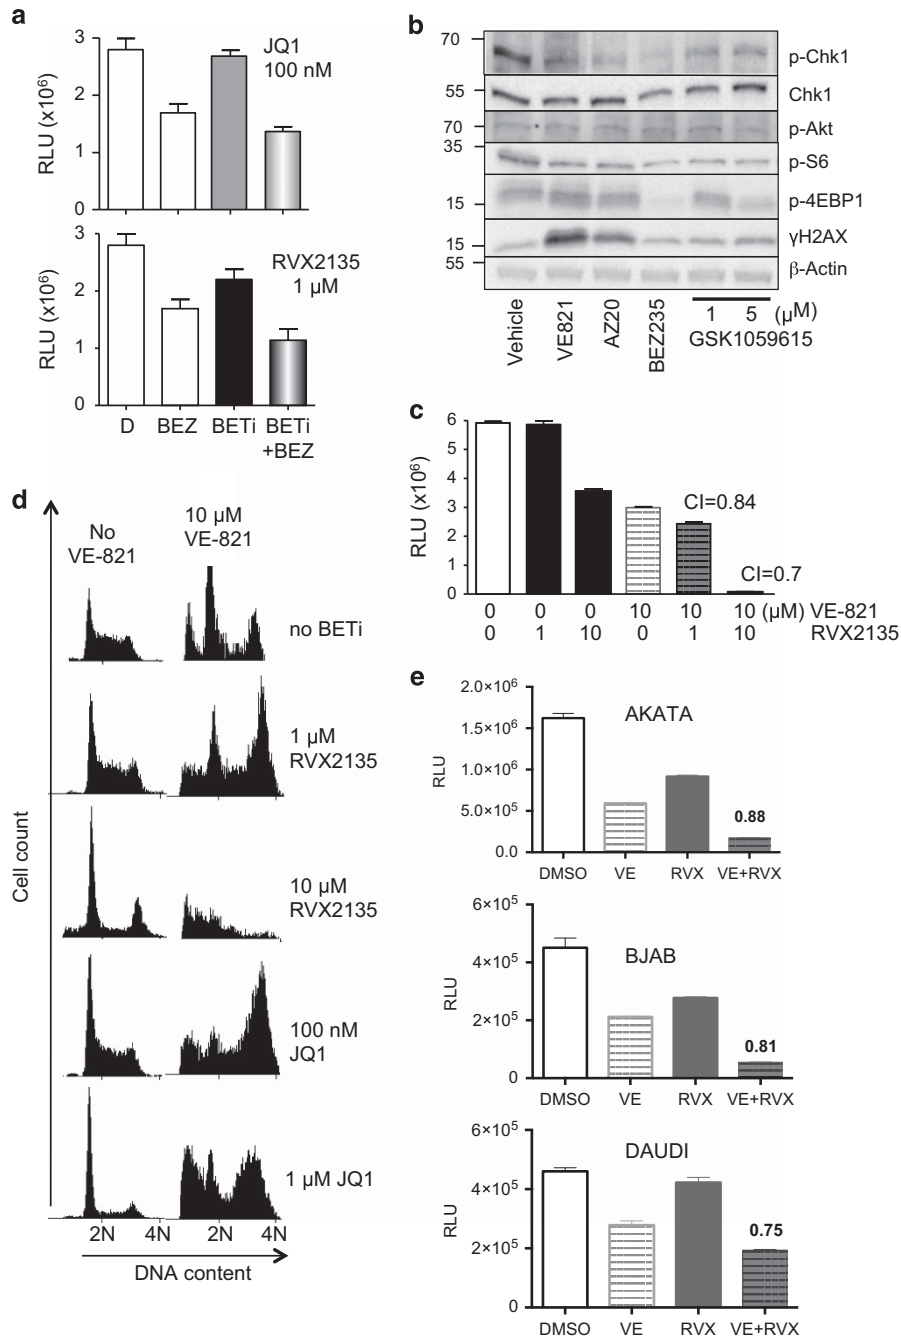 a
3
2
1
0
RLU (x10⁶)
JQ1
100 nM
3
2
1
0
RLU (x10⁶)
RVX2135
1 µM
D BEZ BETi BETi
+BEZ
b
70
p-Chk1
55
Chk1
70
p-Akt
35
p-S6
15
p-4EBP1
15
γH2AX
55
β-Actin
Vehicle
VE821
AZ20
BEZ235
1 5 (µM)
GSK1059615
c
6
5
4
3
2
1
0
RLU (x10⁶)
CI=0.84
CI=0.7
0 0 0 10 10 10 (µM) VE-821
0 1 10 0 1 10 RVX2135
d
No
VE-821
10 µM
VE-821
no BETi
1 µM
RVX2135
10 µM
RVX2135
100 nM
JQ1
1 µM JQ1
Cell count
2N 4N 2N 4N
DNA content
e
2.0×10⁶
1.5×10⁶
1.0×10⁶
5.0×10⁵
0.0
RLU
AKATA
0.88
DMSO VE RVX VE+RVX
6×10⁵
4×10⁵
2×10⁵
0
RLU
BJAB
0.81
DMSO VE RVX VE+RVX
6×10⁵
4×10⁵
2×10⁵
0
RLU
DAUDI
0.75
DMSO VE RVX VE+RVX